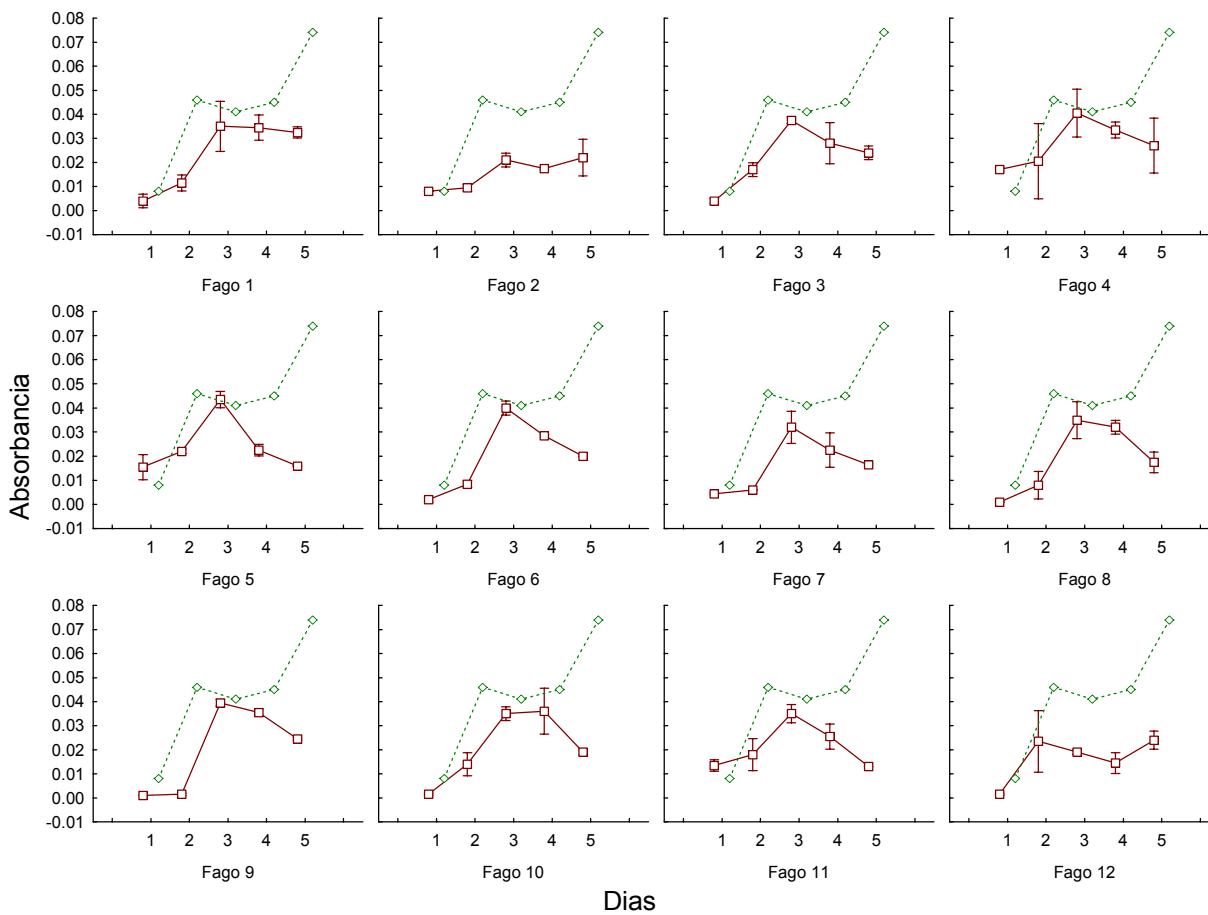 0.08
0.07
0.06
0.05
0.04
0.03
0.02
0.01
0.00
-0.01
1 2 3 4 5
1 2 3 4 5
1 2 3 4 5
1 2 3 4 5
Fago 1
Fago 2
Fago 3
Fago 4
Absorbancia
0.08
0.07
0.06
0.05
0.04
0.03
0.02
0.01
0.00
-0.01
1 2 3 4 5
1 2 3 4 5
1 2 3 4 5
1 2 3 4 5
Fago 5
Fago 6
Fago 7
Fago 8
0.08
0.07
0.06
0.05
0.04
0.03
0.02
0.01
0.00
-0.01
1 2 3 4 5
1 2 3 4 5
1 2 3 4 5
1 2 3 4 5
Fago 9
Fago 10
Fago 11
Fago 12
Dias